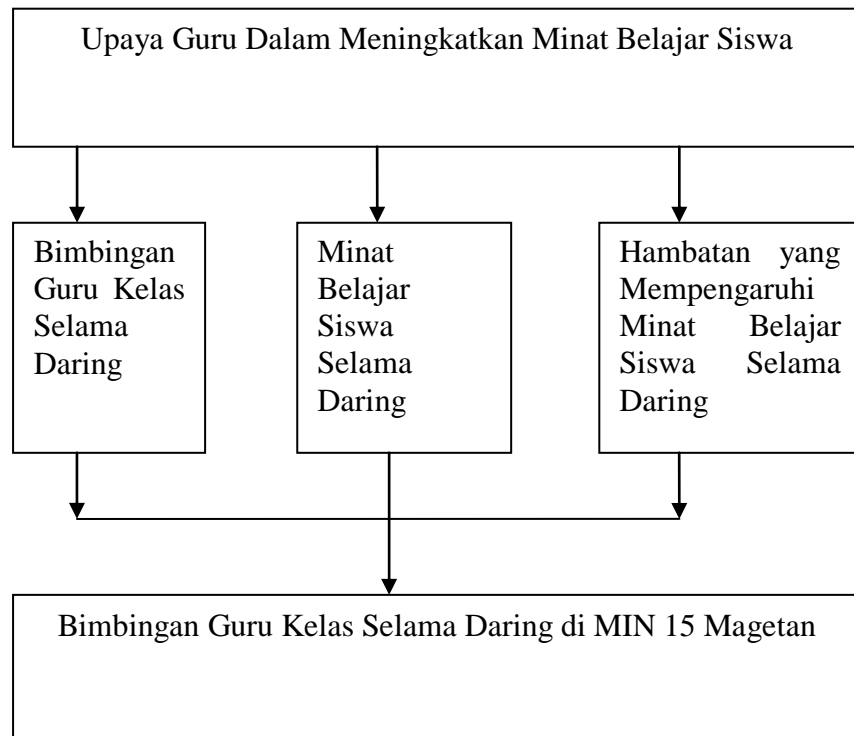 Upaya Guru Dalam Meningkatkan Minat Belajar Siswa
Bimbingan
Guru Kelas
Selama
Daring
Minat
Belajar
Siswa
Selama
Daring
Hambatan yang
Mempengaruhi
Minat Belajar
Siswa Selama
Daring
Bimbingan Guru Kelas Selama Daring di MIN 15 Magetan